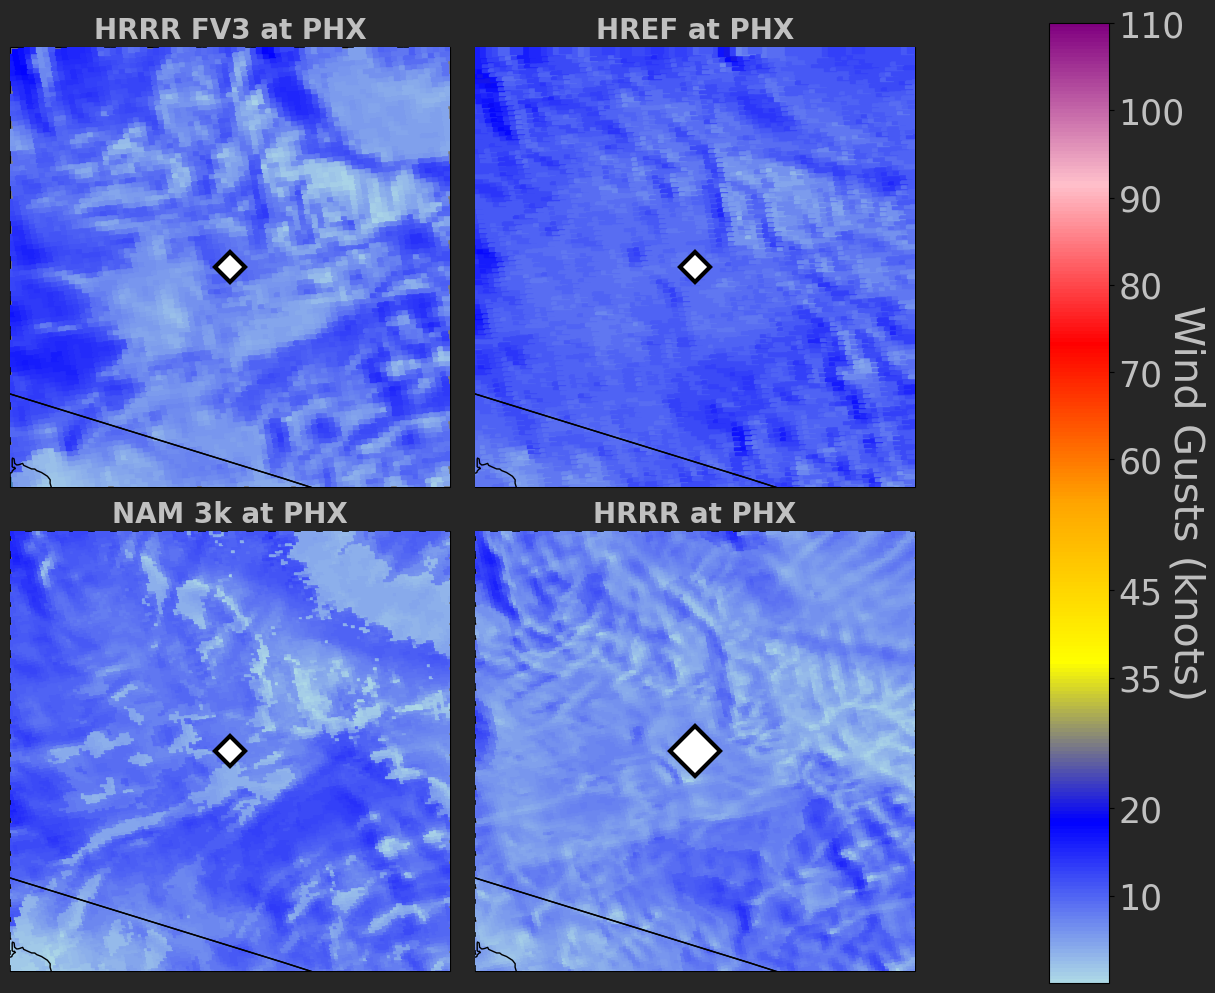 HRRR FV3 at PHX
HREF at PHX
NAM 3k at PHX
HRRR at PHX
110
100
90
80
70
60
45
35
20
10
Wind Gusts (knots)